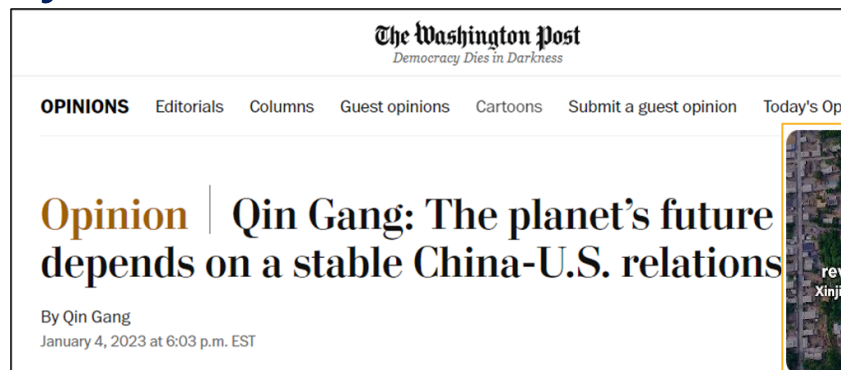 The Washington Post
Democracy Dies in Darkness
OPINIONS Editorials Columns Guest opinions Cartoons Submit a guest opinion Today's Op
Opinion Qin Gang: The planet's future
depends on a stable China-U.S. relations
rev
Xinji
By Qin Gang
January 4, 2023 at 6:03 p.m. EST